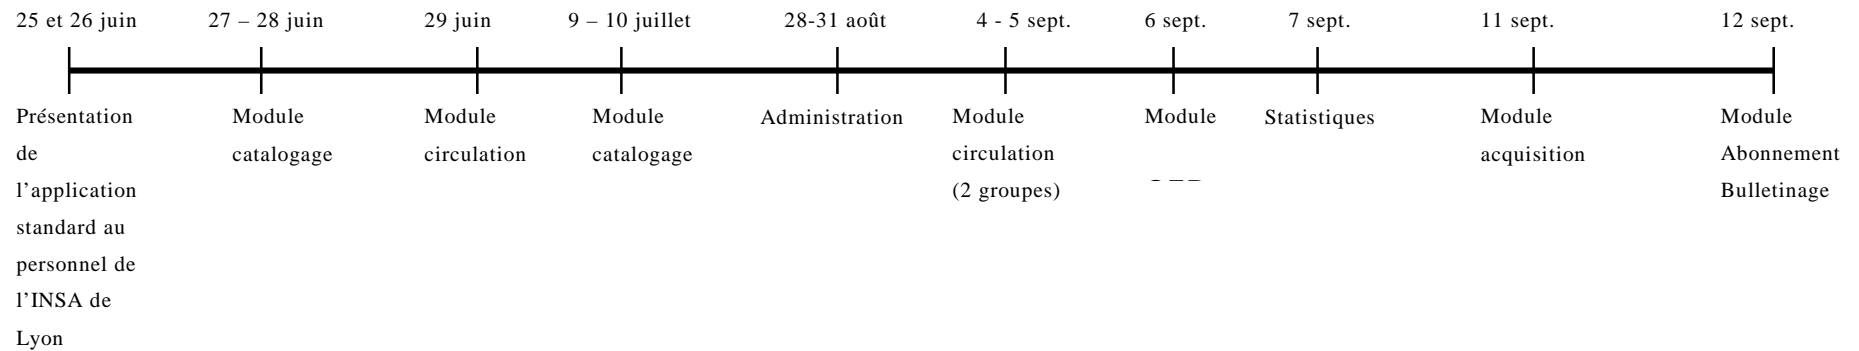 25 et 26 juin
27 – 28 juin
29 juin
9 – 10 juillet
28-31 août
4 - 5 sept.
6 sept.
7 sept.
11 sept.
12 sept.
Présentation
de
l’application
standard au
personnel de
l’INSA de
Lyon
Module
catalogage
Module
circulation
Module
catalogage
Administration
Module
circulation
(2 groupes)
Module
Statistiques
Module
acquisition
Module
Abonnement
Bulletinage